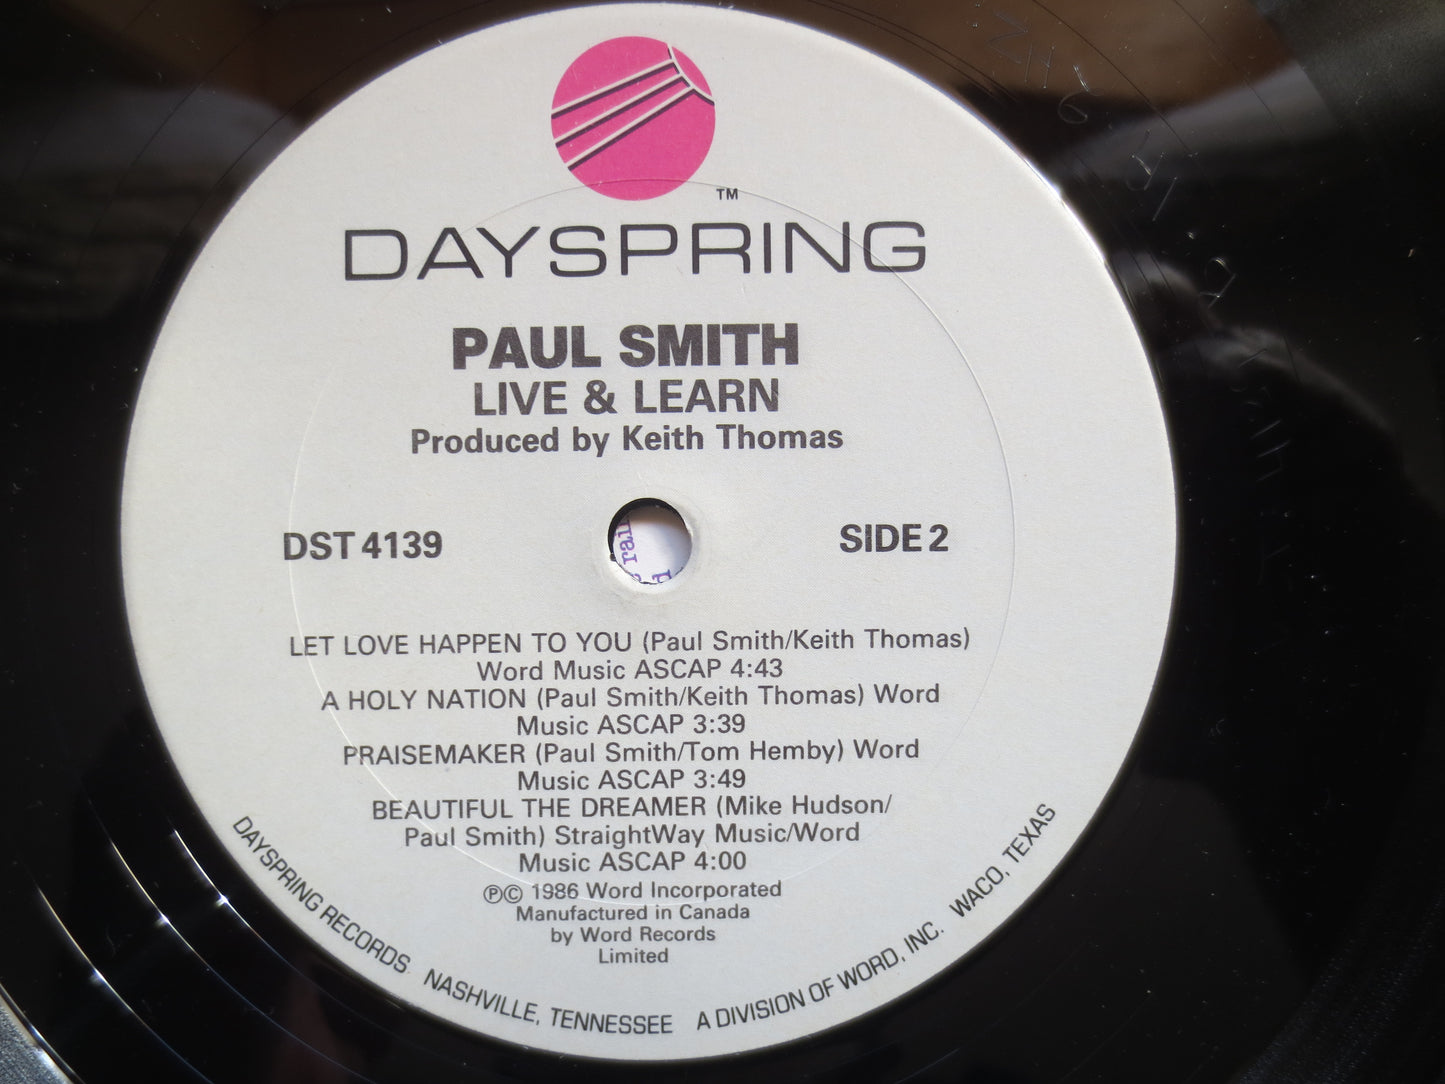 TM
DAYSPRING
PAUL SMITH
LIVE & LEARN
Produced by Keith Thomas
DST 4139
SIDE 2
LET LOVE HAPPEN TO YOU (Paul Smith/Keith Thomas)
Word Music ASCAP 4:43
A HOLY NATION (Paul Smith/Keith Thomas) Word
Music ASCAP 3:39
PRAISEMAKER (Paul Smith/Tom Hemby) Word
Music ASCAP 3:49
BEAUTIFUL THE DREAMER (Mike Hudson/
Paul Smith) StraightWay Music/Word
Music ASCAP 4:00
℗© 1986 Word Incorporated
Manufactured in Canada
by Word Records
Limited
DAYSPRING RECORDS NASHVILLE, TENNESSEE A DIVISION OF WORD, INC. WACO, TEXAS